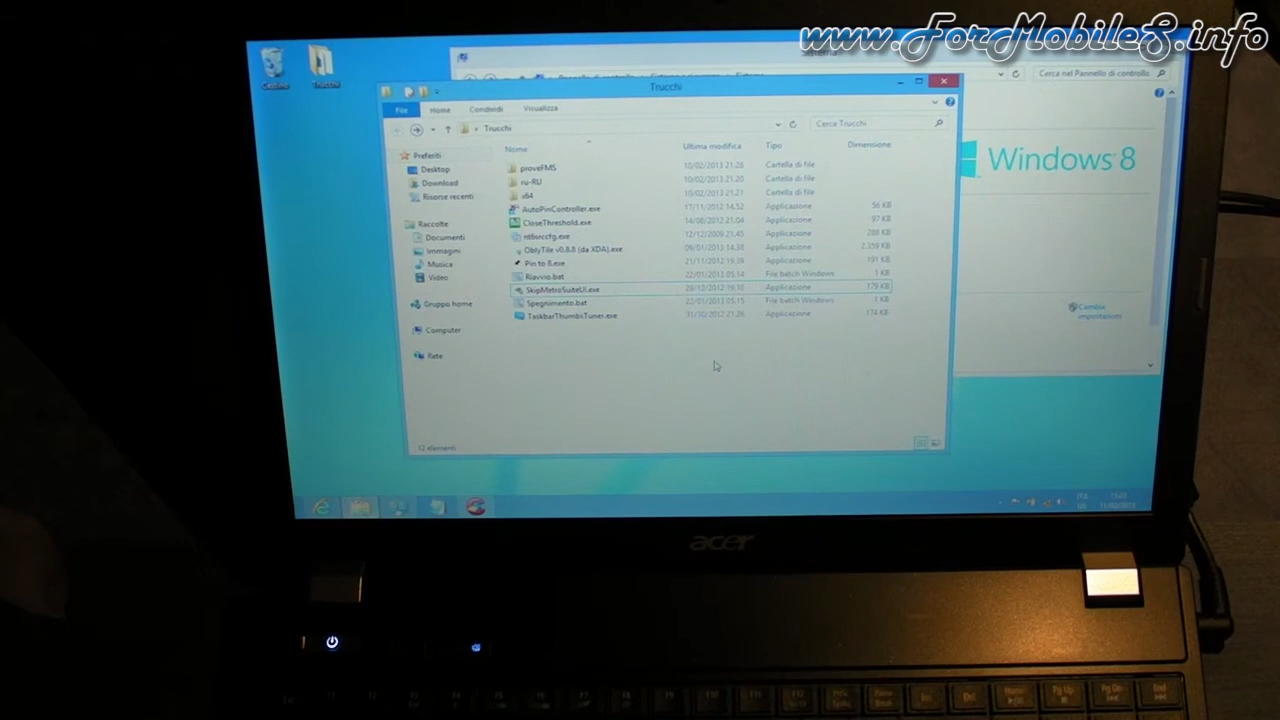 www.ForMobileS.info
Cestino
Trucchi
Cerca nel Pannello di controllo
Trucchi
File
Home
Condividi
Visualizza
Trucchi
Cerca Trucchi
Nome
Ultima modifica
Tipo
Dimensione
Preferiti
Desktop
Download
Risorse recenti
Raccolte
Documenti
Immagini
Musica
Video
Gruppo home
Computer
Rete
proveFMS 10/02/2013 21.28 Cartella di file
ru-RU 10/02/2013 21.20 Cartella di file
x64 10/02/2013 21.21 Cartella di file
AutoPinController.exe 17/11/2012 14.52 Applicazione 56 KB
CloseThreshold.exe 14/08/2012 21.04 Applicazione 97 KB
nt6srccfg.exe 12/12/2009 21.45 Applicazione 288 KB
OblyTile v0.8.8 (da XDA).exe 09/01/2013 14.38 Applicazione 2.359 KB
Pin to 8.exe 21/11/2012 19.39 Applicazione 191 KB
Riavvio.bat 22/01/2013 05.14 File batch Windows 1 KB
SkipMetroSuiteUI.exe 29/12/2012 19.10 Applicazione 179 KB
Spegnimento.bat 22/01/2013 05.15 File batch Windows 1 KB
TaskbarThumbsTuner.exe 31/10/2012 21.26 Applicazione 174 KB
12 elementi
Windows 8
Cambia
impostazioni
acer